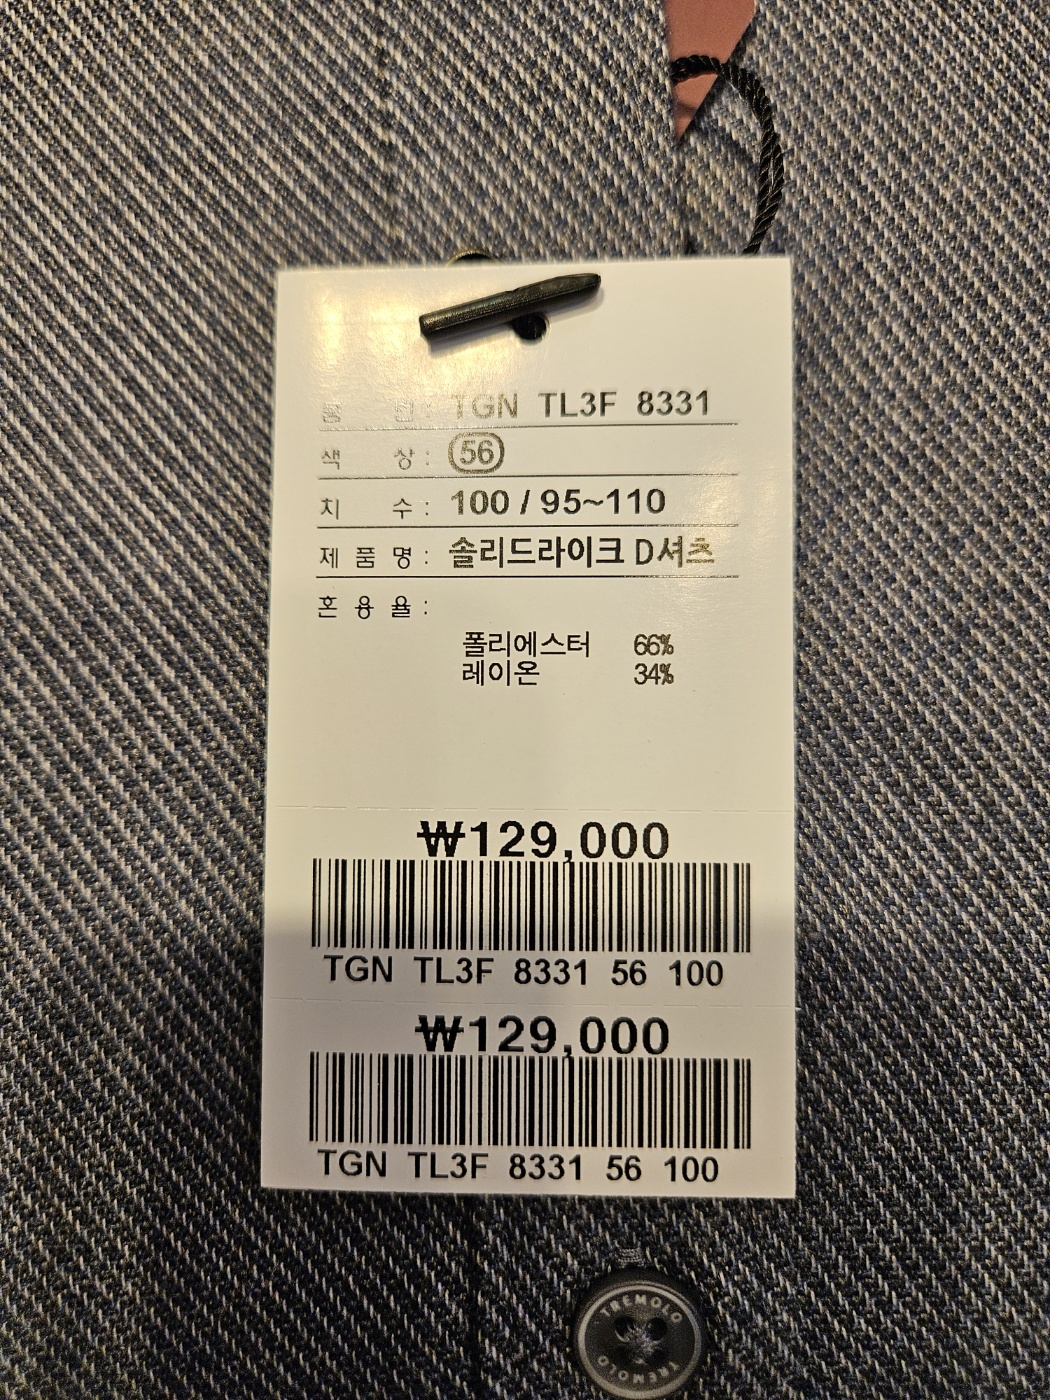 품 번 : TGN TL3F 8331
색 상 : 56
치 수 : 100 / 95~110
제 품 명 : 솔리드라이크 D셔츠
혼 용 율 :
폴리에스터 66%
레이온 34%
₩129,000
TGN TL3F 8331 56 100
₩129,000
TGN TL3F 8331 56 100
TREMOLO
TREMOLO